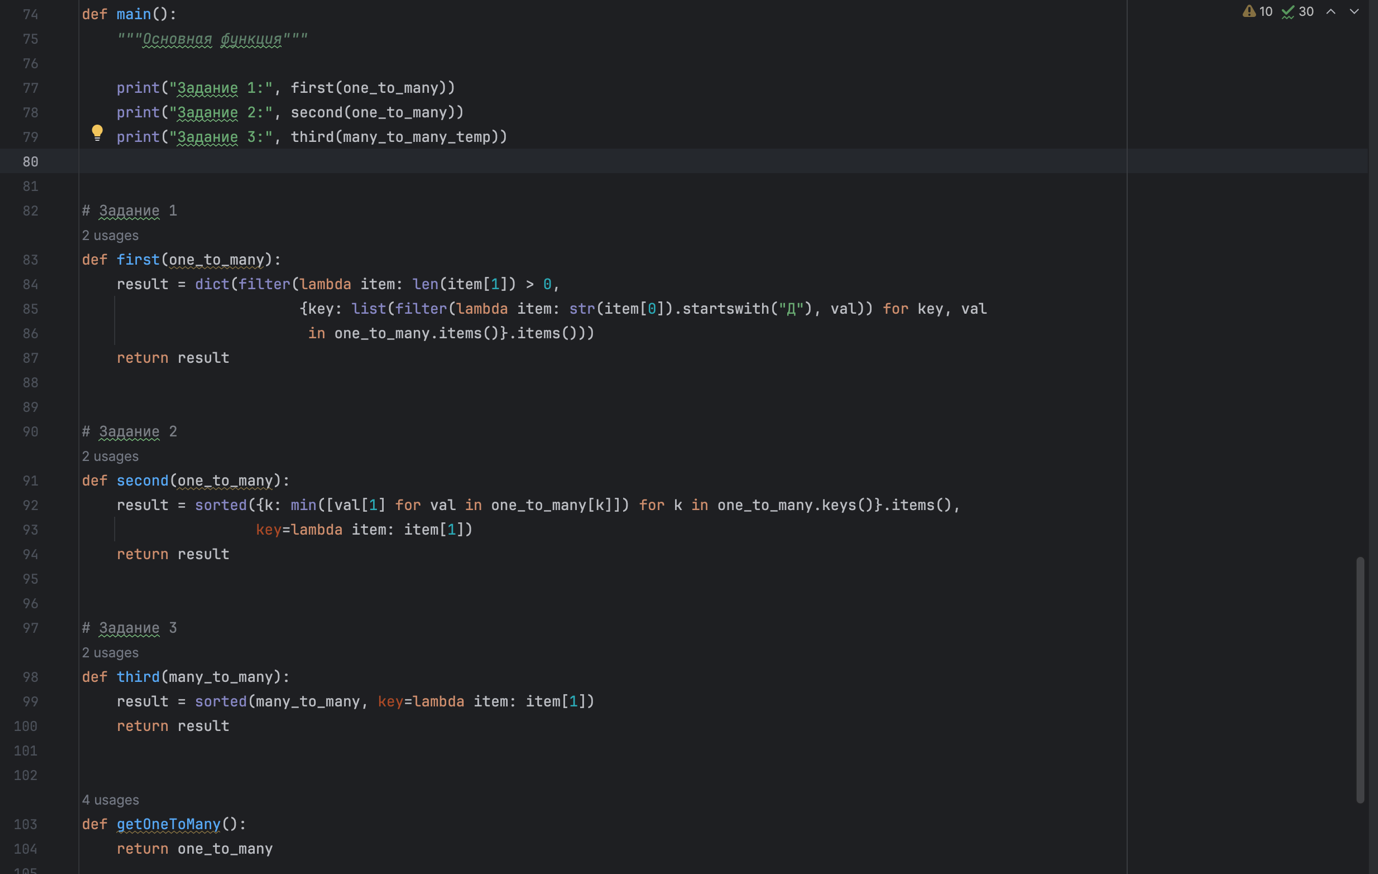 10 30
74 def main():
75 """Основная функция"""
76
77 print("Задание 1:", first(one_to_many))
78 print("Задание 2:", second(one_to_many))
79 print("Задание 3:", third(many_to_many_temp))
80
81
82 # Задание 1
2 usages
83 def first(one_to_many):
84 result = dict(filter(lambda item: len(item[1]) > 0,
85 {key: list(filter(lambda item: str(item[0]).startswith("Д"), val)) for key, val
86 in one_to_many.items()}.items()))
87 return result
88
89
90 # Задание 2
2 usages
91 def second(one_to_many):
92 result = sorted({k: min([val[1] for val in one_to_many[k]]) for k in one_to_many.keys()}.items(),
93 key=lambda item: item[1])
94 return result
95
96
97 # Задание 3
2 usages
98 def third(many_to_many):
99 result = sorted(many_to_many, key=lambda item: item[1])
100 return result
101
102
4 usages
103 def getOneToMany():
104 return one_to_many
105